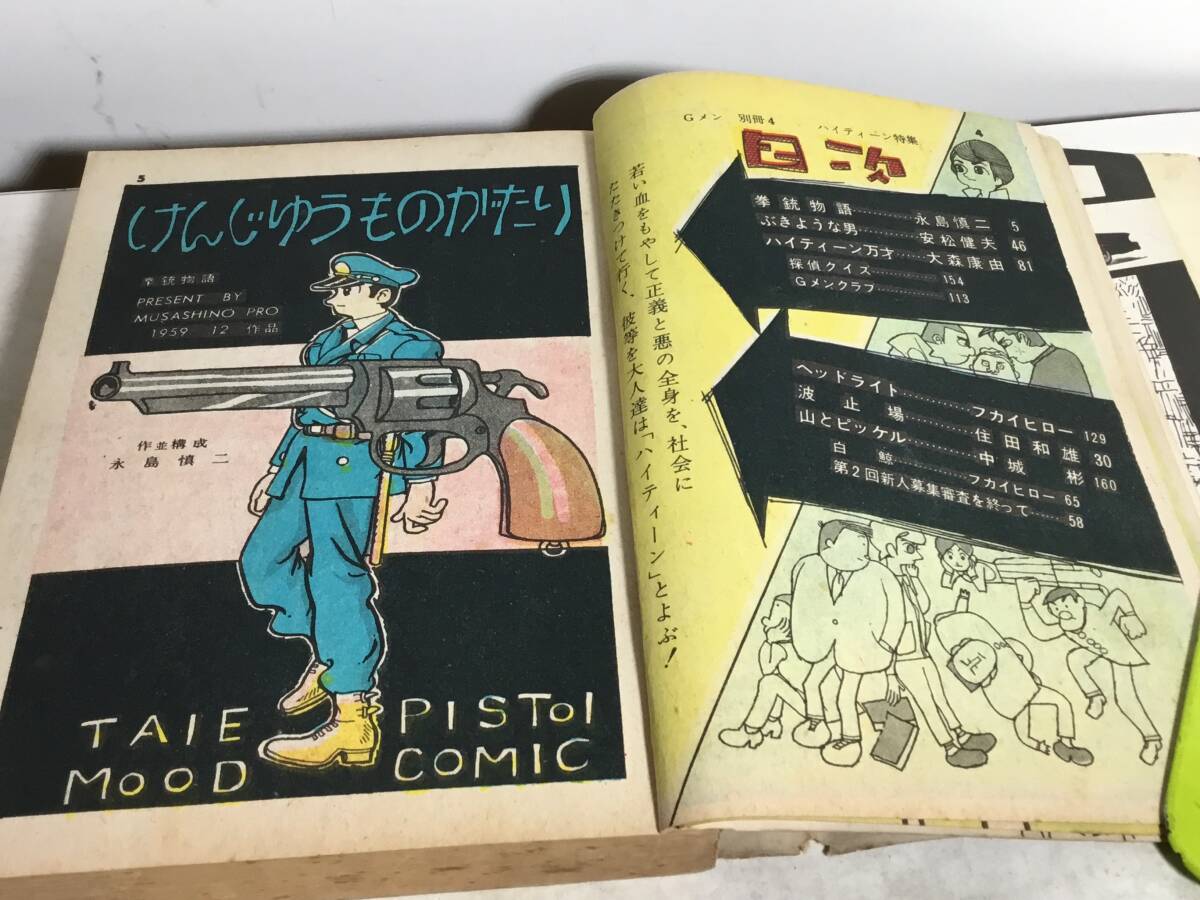 Gメン 別冊4 ハイティーン特集
4
目次
若い血をもやして正義と悪の全身を、社会に
たたきつけて行く、彼等を大人達は「ハイティーン」とよぶ!
拳銃物語………永島慎二 5
ぶきような男………安松健夫 46
ハイティーン万才……大森康由 81
探偵クイズ………………154
Gメンクラブ………………113
ヘッドライト………フカイヒロー 129
波止場………住田和雄 30
山とピッケル………中城彬 160
白鯨………フカイヒロー 65
第2回新人募集審査を終って……58
5
けんじゆうものがたり
拳銃物語
PRESENT BY
MUSASHINO PRO
1959 12 作品
作並構成
永島慎二
TAIE PISTOl
MOOD COMIC